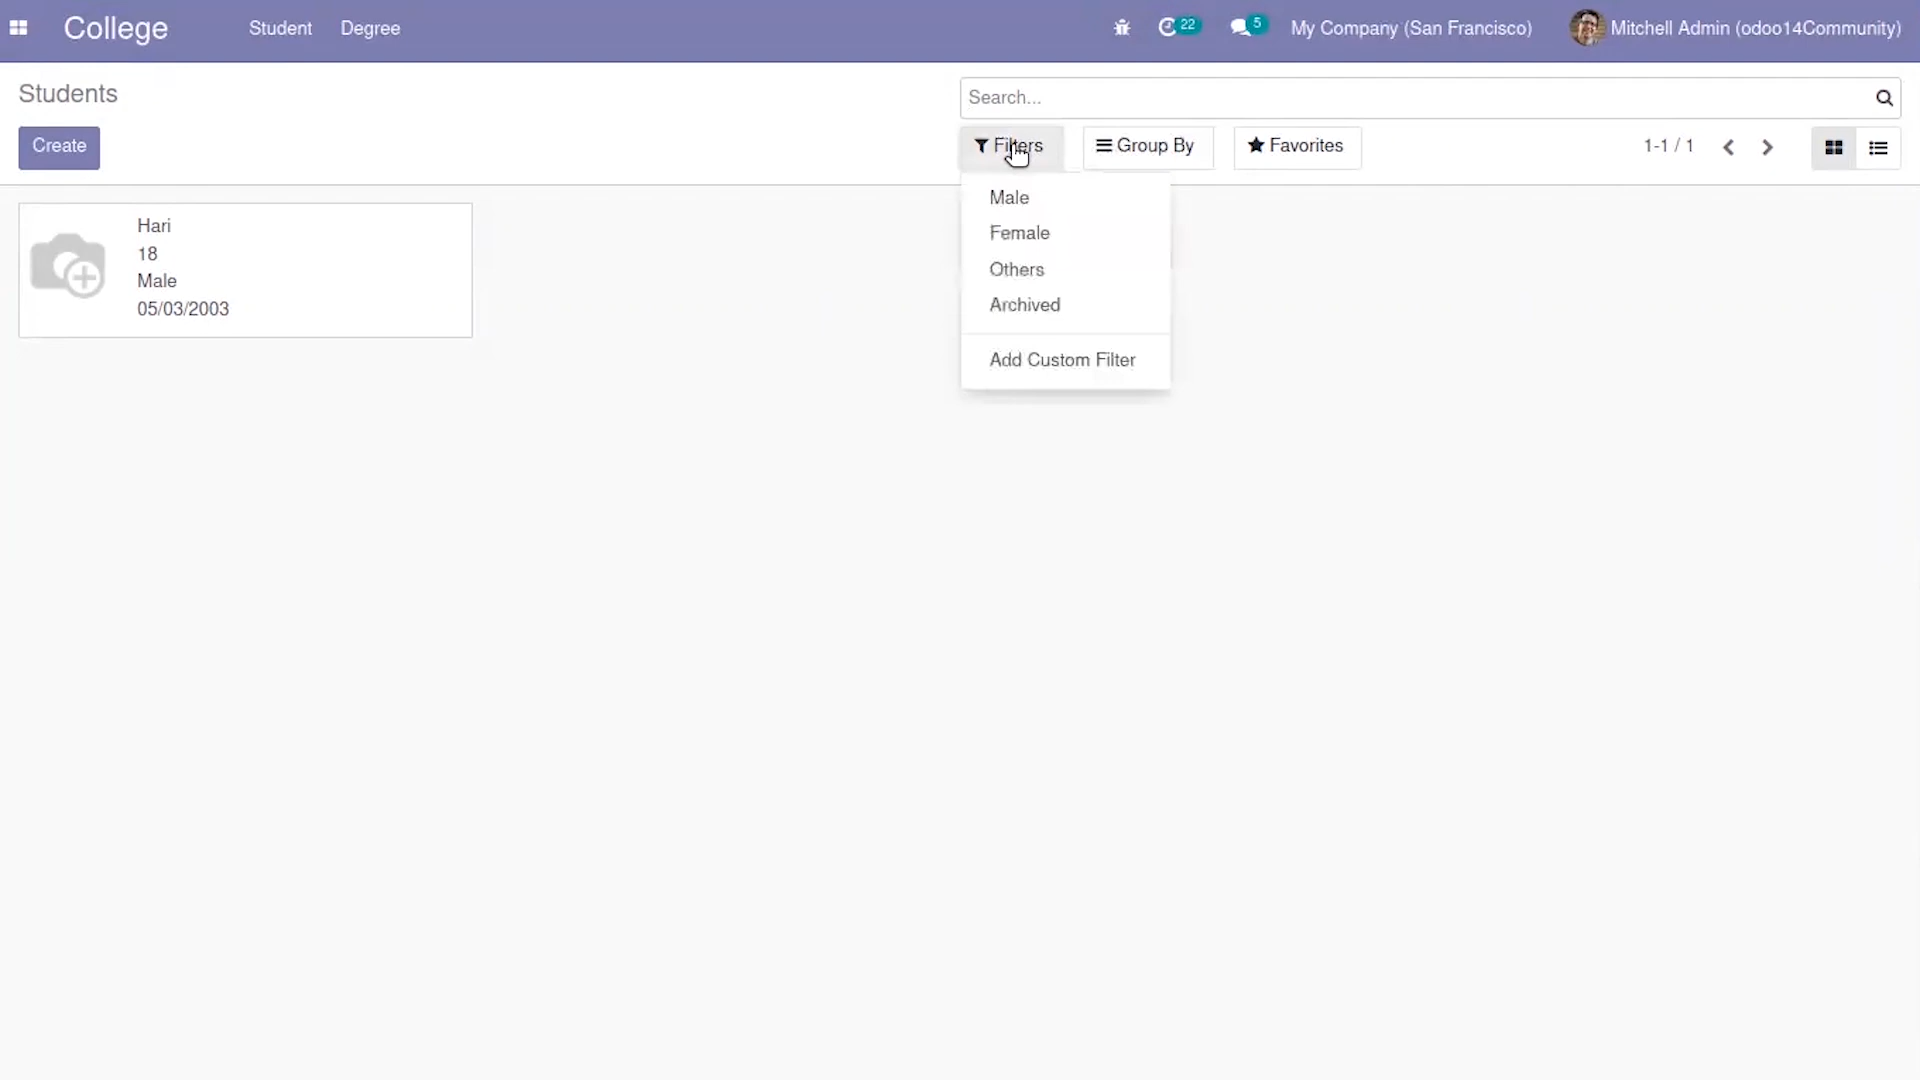 College
Student
Degree
22
5
My Company (San Francisco)
Mitchell Admin (odoo14Community)
Students
Search...
Create
Filters
Group By
Favorites
1-1 / 1
Male
Female
Others
Archived
Add Custom Filter
Hari
18
Male
05/03/2003